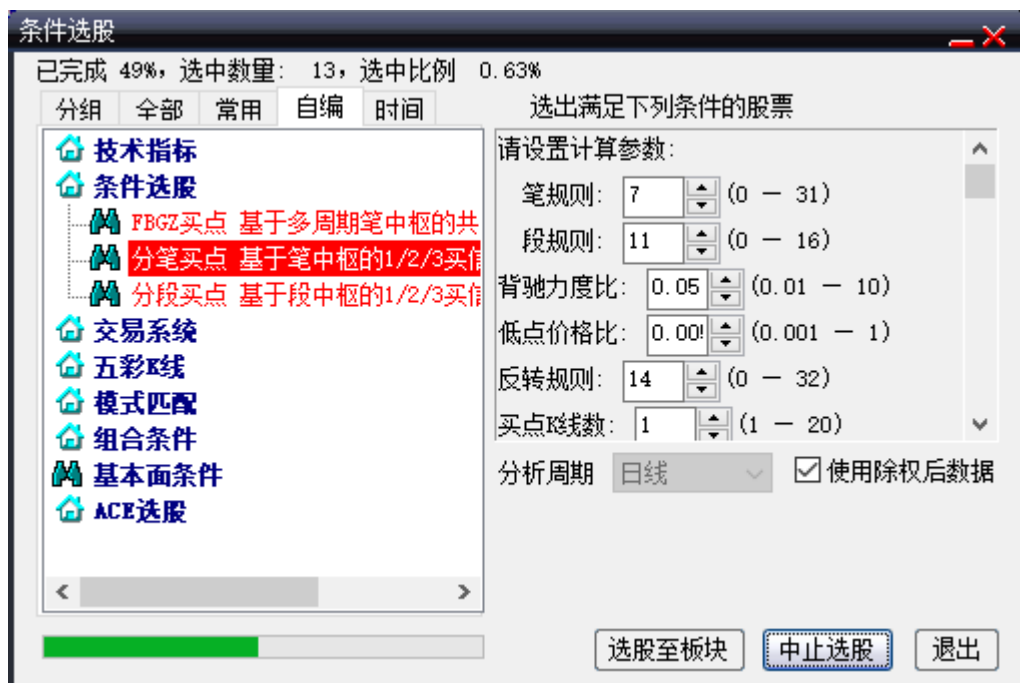 条件选股
已完成 49%，选中数量： 13，选中比例 0.63%
分组 全部 常用 自编 时间
选出满足下列条件的股票
技术指标
条件选股
FBGZ买点 基于多周期笔中枢的共
分笔买点 基于笔中枢的1/2/3买信
分段买点 基于段中枢的1/2/3买信
交易系统
五彩K线
模式匹配
组合条件
基本面条件
ACE选股
请设置计算参数：
笔规则： 7 (0 — 31)
段规则： 11 (0 — 16)
背驰力度比： 0.05 (0.01 — 10)
低点价格比： 0.00 (0.001 — 1)
反转规则： 14 (0 — 32)
买点K线数： 1 (1 — 20)
分析周期 日线 使用除权后数据
选股至板块 中止选股 退出